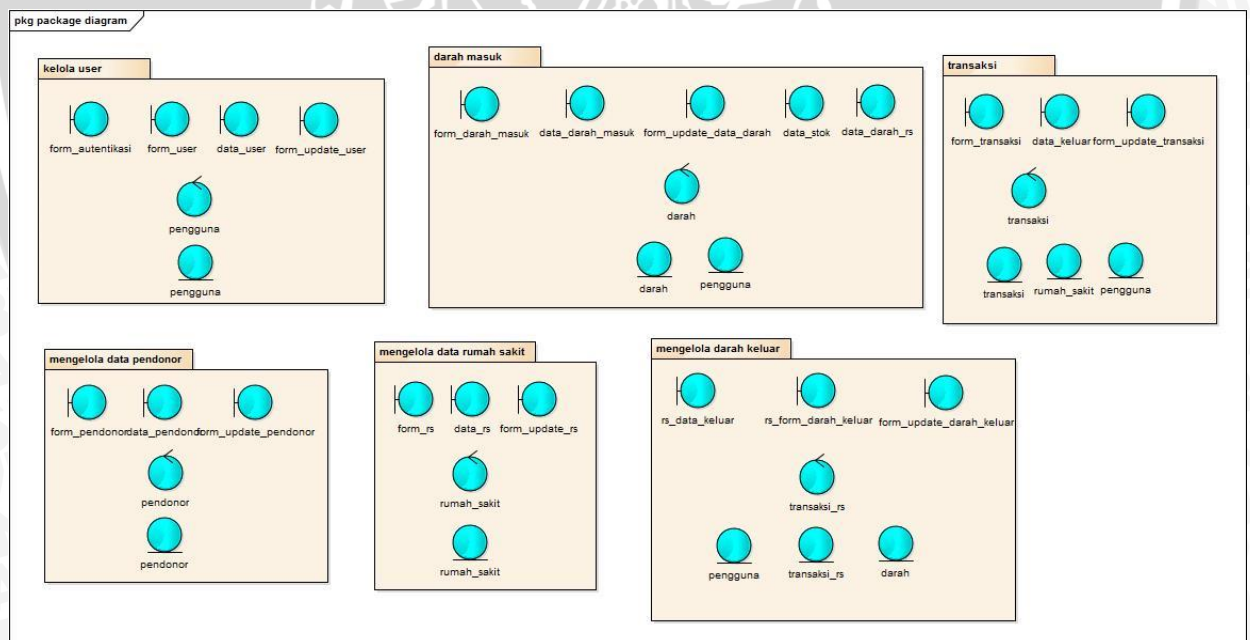 pkg package diagram
kelola user
form_autentikasi form_user data_user form_update_user
pengguna
pengguna
darah masuk
form_darah_masuk data_darah_masuk form_update_data_darah data_stok data_darah_rs
darah
darah pengguna
transaksi
form_transaksi data_keluar form_update_transaksi
transaksi
transaksi rumah_sakit pengguna
mengelola data pendonor
form_pendonor data_pendonor form_update_pendonor
pendonor
pendonor
mengelola data rumah sakit
form_rs data_rs form_update_rs
rumah_sakit
rumah_sakit
mengelola darah keluar
rs_data_keluar rs_form_darah_keluar form_update_darah_keluar
transaksi_rs
pengguna transaksi_rs darah